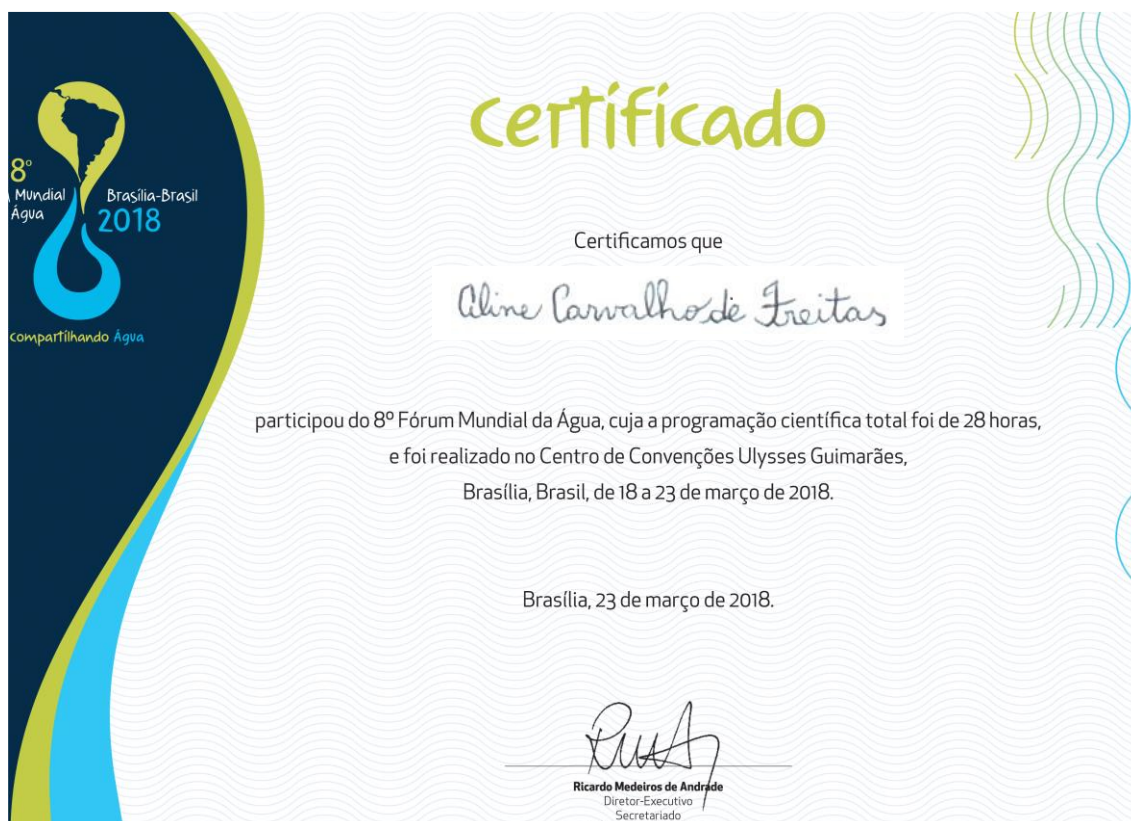 certificado
8º
Mundial
Água
Brasília-Brasil
2018
compartilhando Água
Certificamos que
Aline Carvalho de Freitas
participou do 8º Fórum Mundial da Água, cuja a programação científica total foi de 28 horas,
e foi realizado no Centro de Convenções Ulysses Guimarães,
Brasília, Brasil, de 18 a 23 de março de 2018.
Brasília, 23 de março de 2018.
Ricardo Medeiros de Andrade
Diretor-Executivo
Secretariado